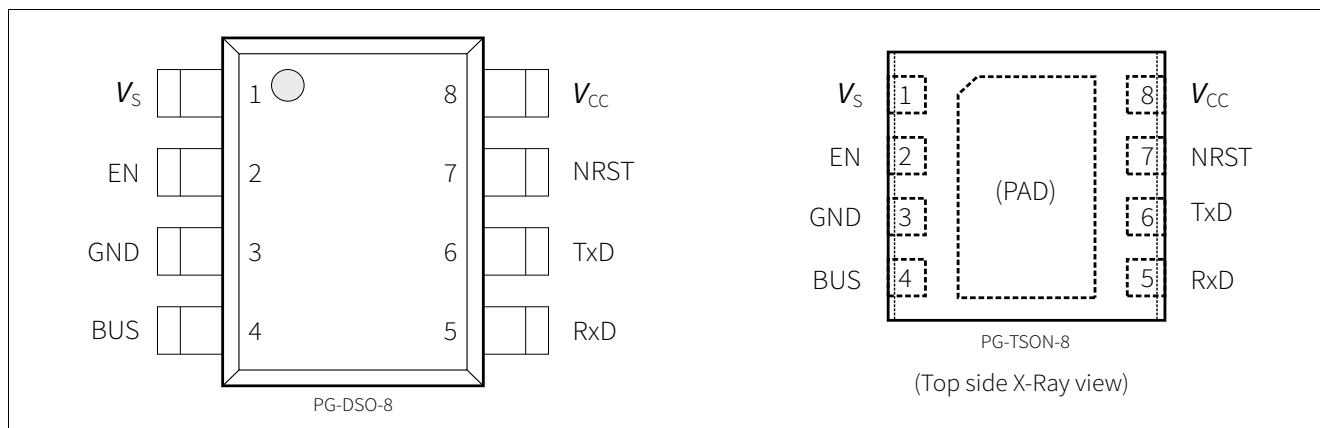 VS 1 8 VCC
EN 2 7 NRST
GND 3 6 TxD
BUS 4 5 RxD
PG-DSO-8
VS 1 8 VCC
EN 2 7 NRST
(PAD)
GND 3 6 TxD
BUS 4 5 RxD
PG-TSON-8
(Top side X-Ray view)